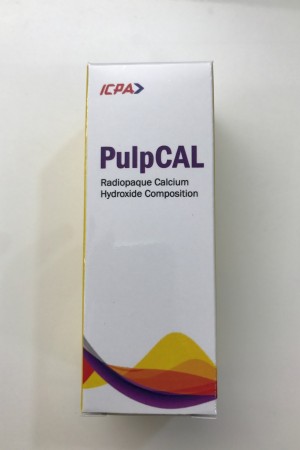 ICPA
PulpCAL
Radiopaque Calcium
Hydroxide Composition